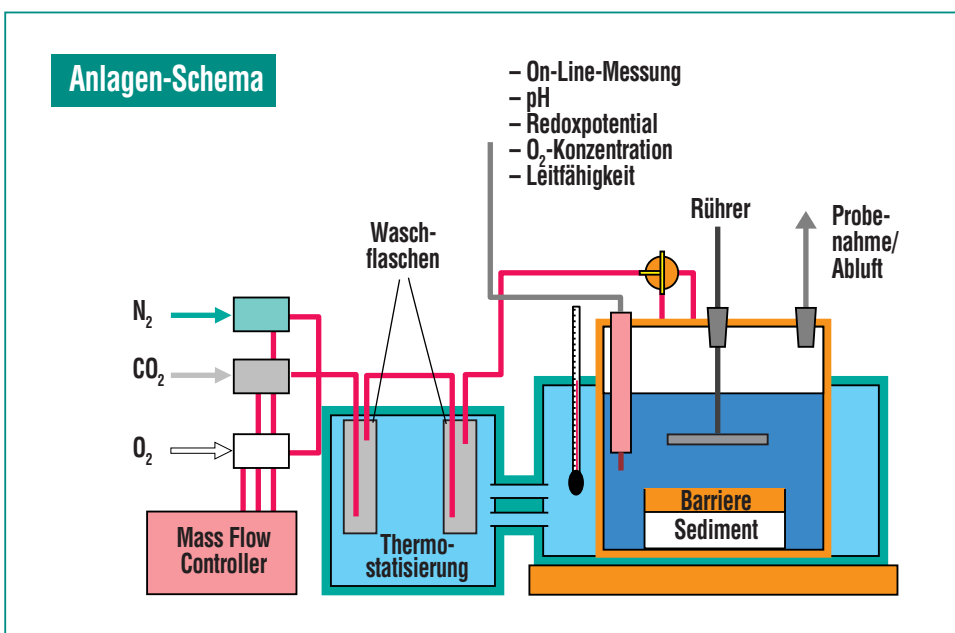 Anlagen-Schema
– On-Line-Messung
– pH
– Redoxpotential
– O₂-Konzentration
– Leitfähigkeit
Rührer
Probe-
nahme/
Abluft
Wasch-
flaschen
N₂
CO₂
O₂
Mass Flow
Controller
Thermo-
statisierung
Barriere
Sediment